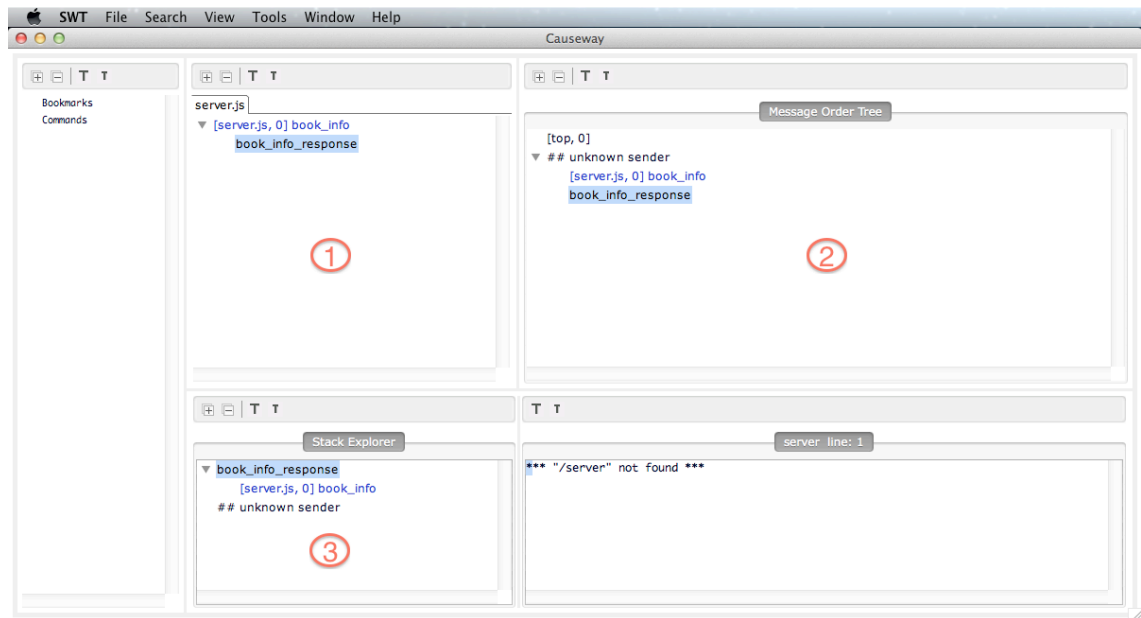 SWT File Search View Tools Window Help
Causeway
T T
T T
T T
Bookmarks
Commands
server.js
[server.js, 0] book_info
book_info_response
1
Message Order Tree
[top, 0]
## unknown sender
[server.js, 0] book_info
book_info_response
2
T T
T T
Stack Explorer
book_info_response
[server.js, 0] book_info
## unknown sender
3
server line: 1
*** "/server" not found ***